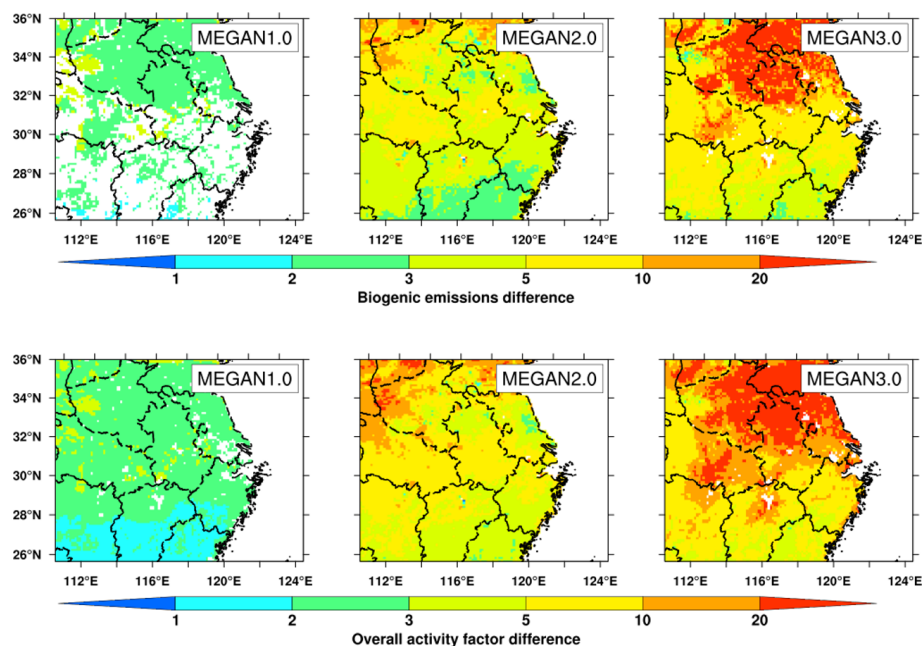 MEGAN1.0 MEGAN2.0 MEGAN3.0
36°N
34°N
32°N
30°N
28°N
26°N
112°E 116°E 120°E 124°E 112°E 116°E 120°E 124°E 112°E 116°E 120°E 124°E
1 2 3 5 10 20
Biogenic emissions difference
MEGAN1.0 MEGAN2.0 MEGAN3.0
36°N
34°N
32°N
30°N
28°N
26°N
112°E 116°E 120°E 124°E 112°E 116°E 120°E 124°E 112°E 116°E 120°E 124°E
1 2 3 5 10 20
Overall activity factor difference